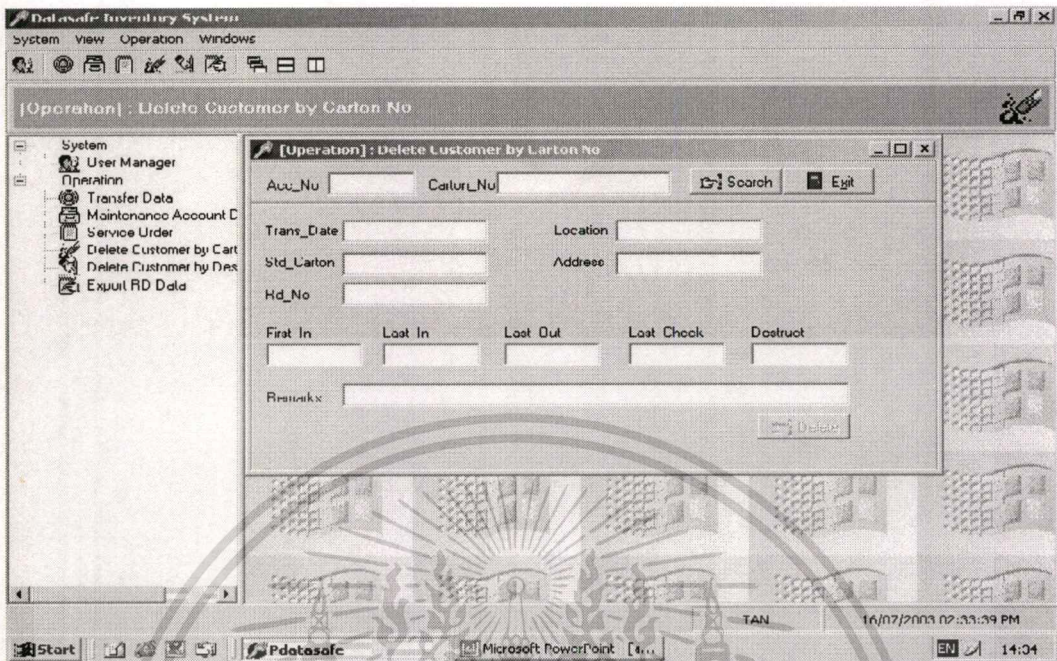 Datasafe Inventory System
System View Operation Windows
[Operation] : Delete Customer by Carton No
System
User Manager
Operation
Transfer Data
Maintenance Account D
Service Order
Delete Customer by Cart
Delete Customer by Des
Export RD Data
[Operation] : Delete Customer by Carton No
Acc_No Carton_No Search Exit
Trans_Date Location
Std_Carton Address
Rd_No
First In Last In Last Out Last Check Destruct
Remarks
Delete
TAN 16/07/2003 02:33:39 PM
Start Pdatasafe Microsoft PowerPoint EN 14:04